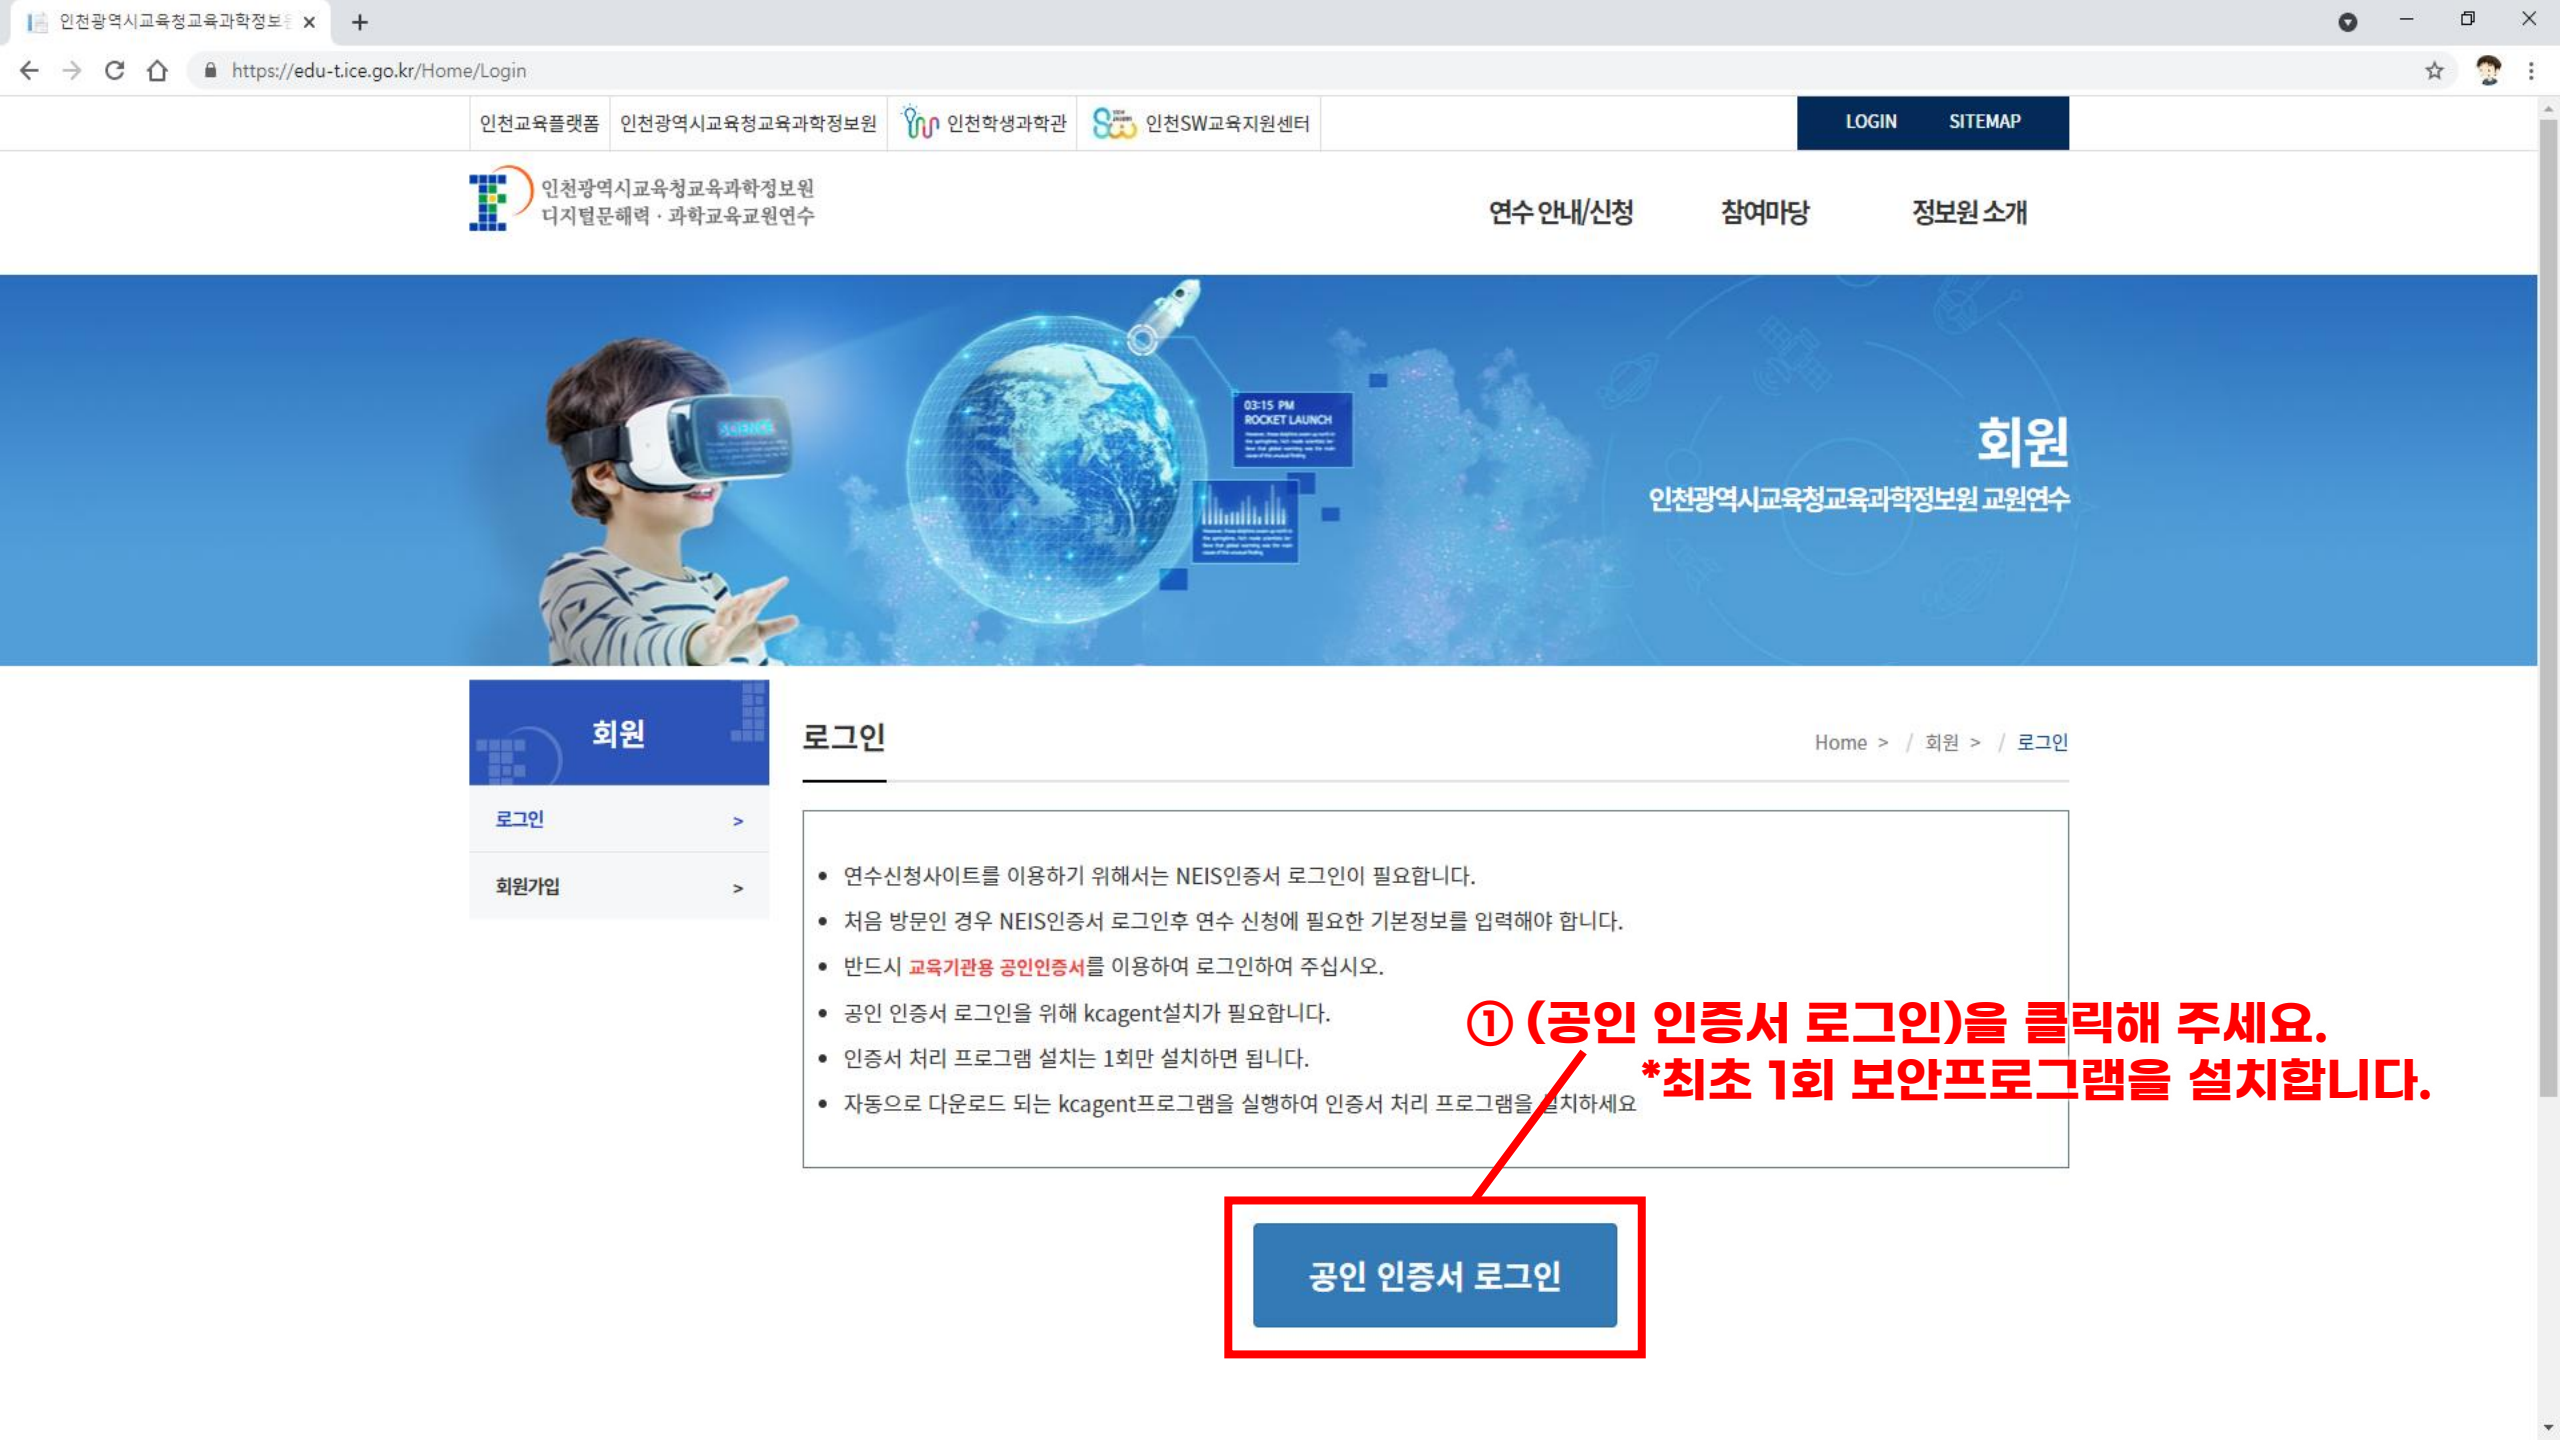 인천광역시교육청교육과학정보원
https://edu-t.ice.go.kr/Home/Login
인천교육플랫폼 인천광역시교육청교육과학정보원 인천학생과학관 인천SW교육지원센터 LOGIN SITEMAP
인천광역시교육청교육과학정보원
디지털문해력 · 과학교육교원연수
연수 안내/신청 참여마당 정보원 소개
SCIENCE
03:15 PM
ROCKET LAUNCH
회원
인천광역시교육청교육과학정보원 교원연수
회원
로그인 >
회원가입 >
로그인
Home > / 회원 > / 로그인
• 연수신청사이트를 이용하기 위해서는 NEIS인증서 로그인이 필요합니다.
• 처음 방문인 경우 NEIS인증서 로그인후 연수 신청에 필요한 기본정보를 입력해야 합니다.
• 반드시 교육기관용 공인인증서를 이용하여 로그인하여 주십시오.
• 공인 인증서 로그인을 위해 kcagent설치가 필요합니다.
• 인증서 처리 프로그램 설치는 1회만 설치하면 됩니다.
• 자동으로 다운로드 되는 kcagent프로그램을 실행하여 인증서 처리 프로그램을 설치하세요
① (공인 인증서 로그인)을 클릭해 주세요.
*최초 1회 보안프로그램을 설치합니다.
공인 인증서 로그인